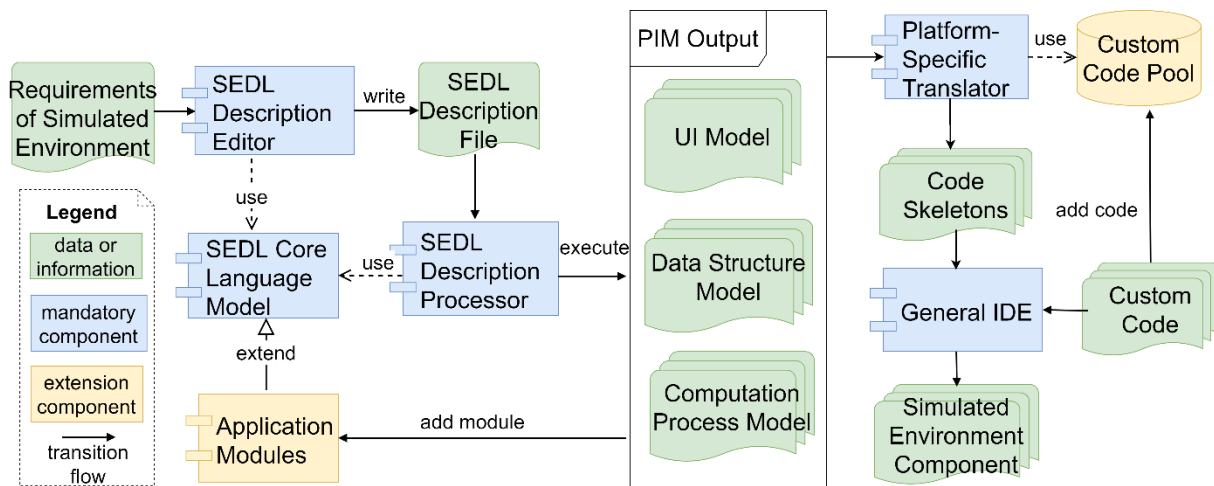 Requirements
of Simulated
Environment
SEDL
Description
Editor
write
SEDL
Description
File
use
Legend
data or
information
mandatory
component
extension
component
transition
flow
SEDL Core
Language
Model
use
SEDL
Description
Processor
execute
extend
Application
Modules
add module
PIM Output
UI Model
Data Structure
Model
Computation
Process Model
Platform-
Specific
Translator
use
Custom
Code Pool
Code
Skeletons
add code
General IDE
Custom
Code
Simulated
Environment
Component